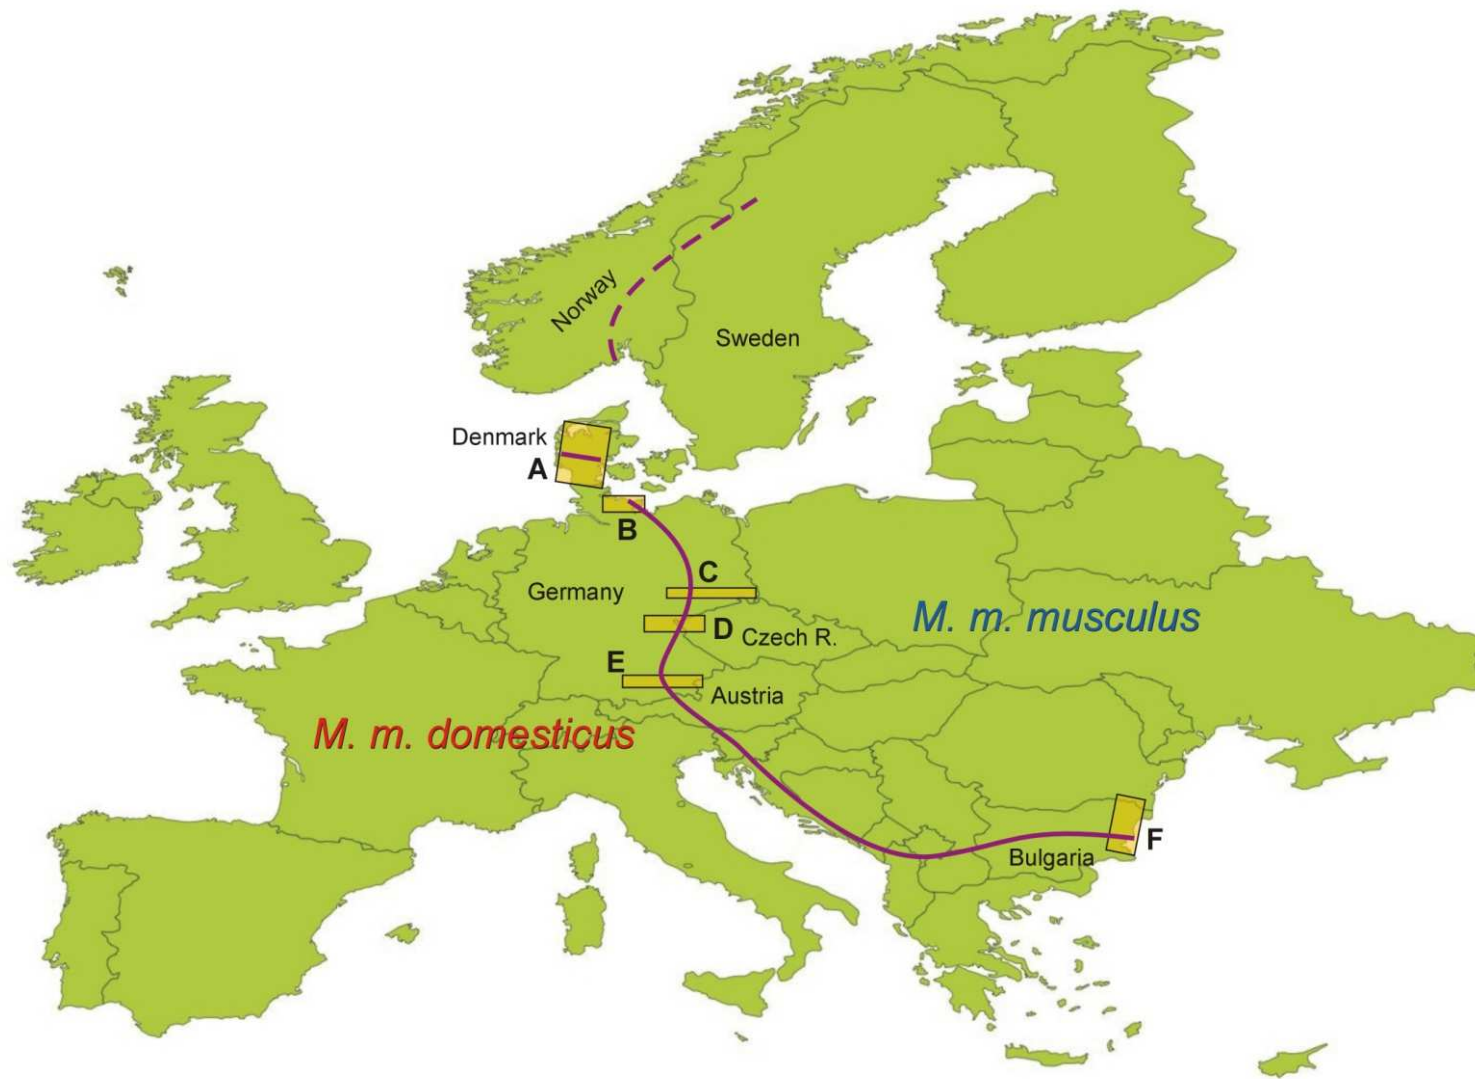 Norway
Sweden
Denmark
A
B
C
Germany
D
Czech R.
M. m. musculus
E
Austria
M. m. domesticus
F
Bulgaria